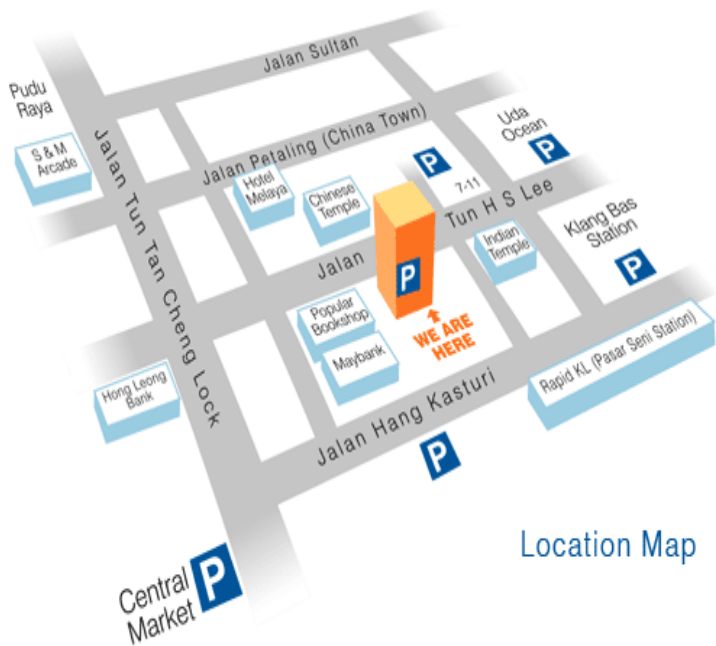 Jalan Sultan
Pudu
Raya
S & M
Arcade
Jalan Tun Tan Cheng Lock
Jalan Petaling (China Town)
Uda
Ocean
P
P
7-11
Hotel
Melaya
Chinese
Temple
Jalan Tun H S Lee
Indian
Temple
Klang Bas
Station
P
P
Popular
Bookshop
WE ARE
HERE
Maybank
Rapid KL (Pasar Seni Station)
Hong Leong
Bank
Jalan Hang Kasturi
P
Location Map
Central
Market
P